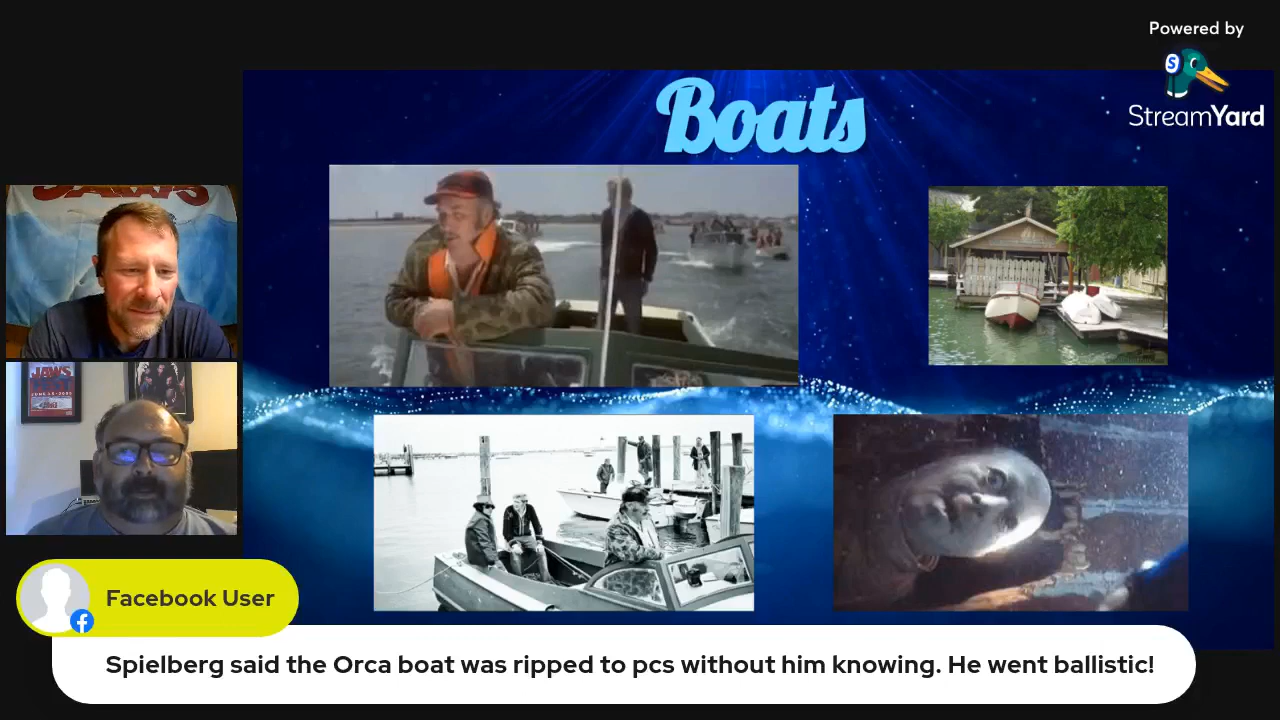 Powered by
StreamYard
Boats
JAWS
JAWS
Facebook User
Spielberg said the Orca boat was ripped to pcs without him knowing. He went ballistic!